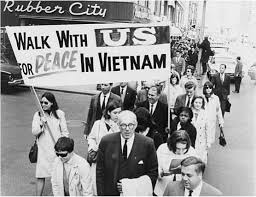 Rubber City
WALK WITH US
FOR PEACE IN VIETNAM